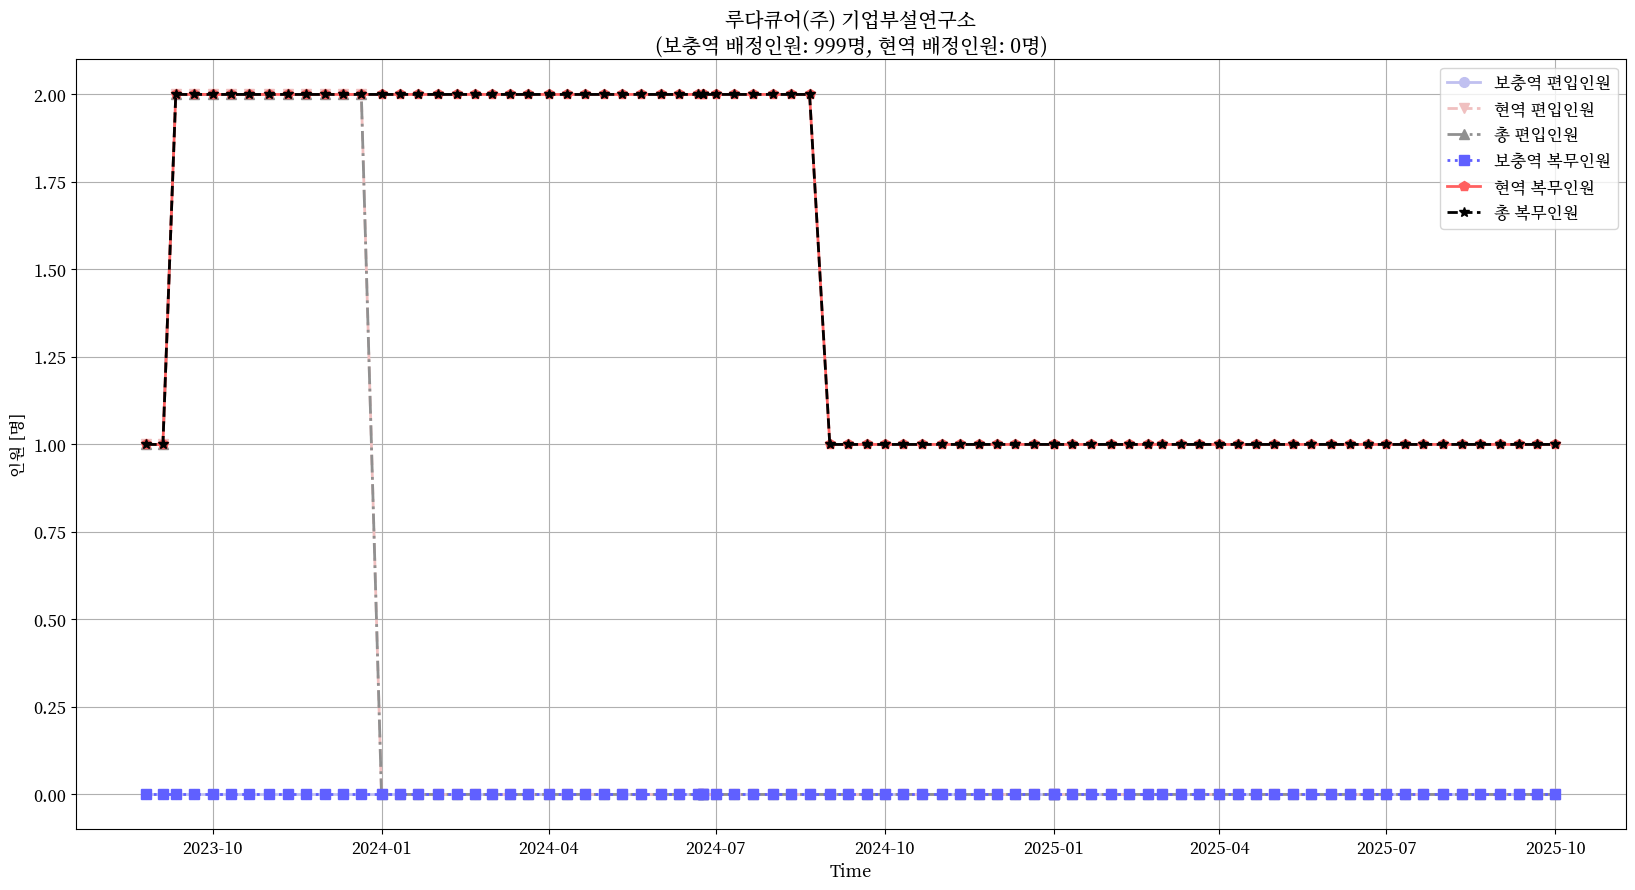 루다큐어(주) 기업부설연구소
(보충역 배정인원: 999명, 현역 배정인원: 0명)
보충역 편입인원
현역 편입인원
총 편입인원
보충역 복무인원
현역 복무인원
총 복무인원
2.00
1.75
1.50
1.25
1.00
0.75
0.50
0.25
0.00
인원 [명]
2023-10
2024-01
2024-04
2024-07
2024-10
2025-01
2025-04
2025-07
2025-10
Time